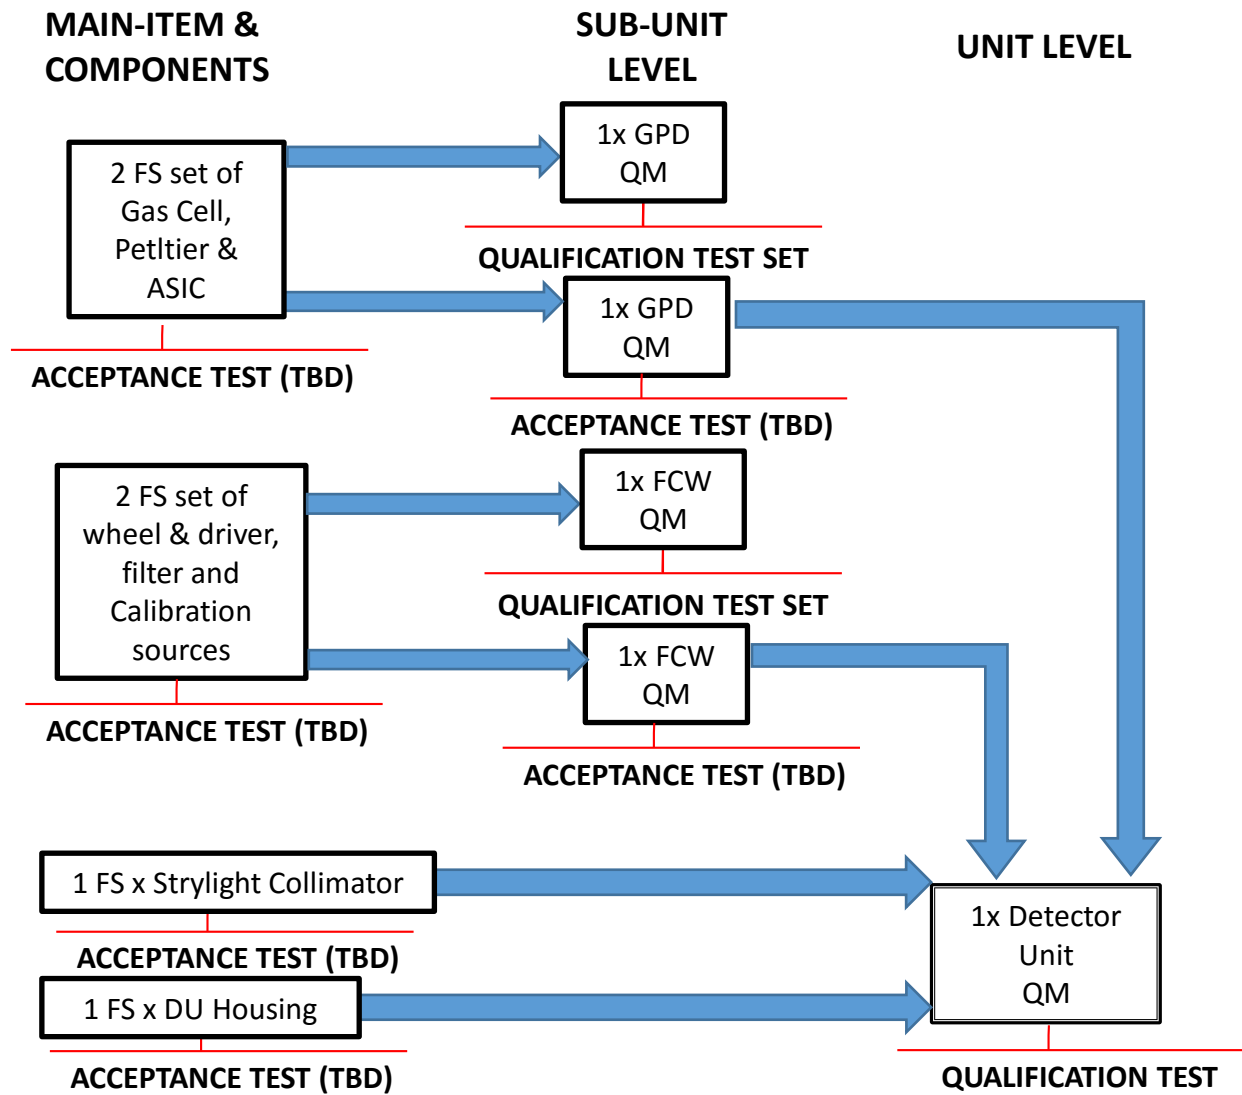 MAIN-ITEM &
COMPONENTS
SUB-UNIT
LEVEL
UNIT LEVEL
2 FS set of
Gas Cell,
Petltier &
ASIC
ACCEPTANCE TEST (TBD)
1x GPD
QM
QUALIFICATION TEST SET
1x GPD
QM
ACCEPTANCE TEST (TBD)
2 FS set of
wheel & driver,
filter and
Calibration
sources
ACCEPTANCE TEST (TBD)
1x FCW
QM
QUALIFICATION TEST SET
1x FCW
QM
ACCEPTANCE TEST (TBD)
1 FS x Strylight Collimator
ACCEPTANCE TEST (TBD)
1 FS x DU Housing
ACCEPTANCE TEST (TBD)
1x Detector
Unit
QM
QUALIFICATION TEST